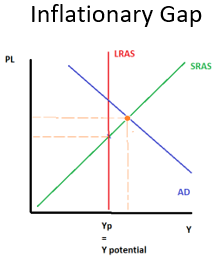 Inflationary Gap
PL
LRAS
SRAS
AD
Yp
=
Y potential
Y